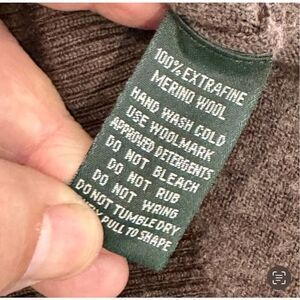 100% EXTRAFINE
MERINO WOOL
HAND WASH COLD
USE WOOLMARK
APPROVED DETERGENTS
DO NOT BLEACH
DO NOT RUB
DO NOT WRING
DO NOT TUMBLE DRY
PULL TO SHAPE